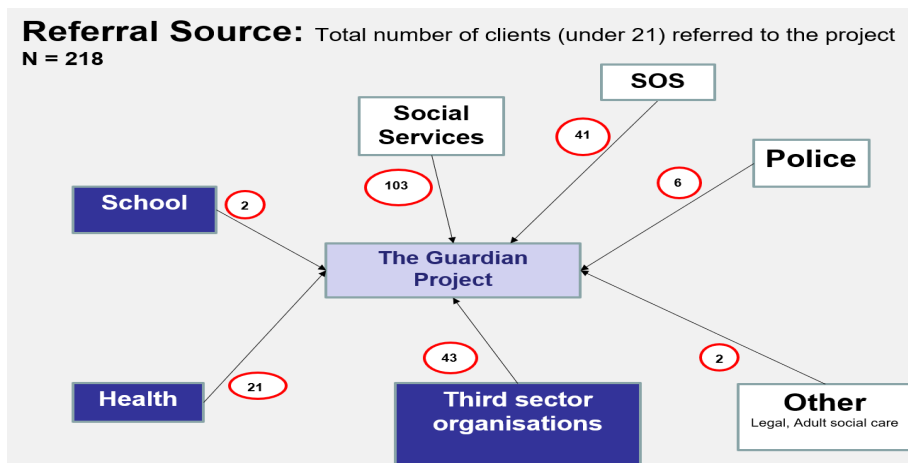 Referral Source: Total number of clients (under 21) referred to the project
N = 218
SOS
Social
Services
41
Police
103
6
School
2
The Guardian
Project
43
2
21
Health
Third sector
organisations
Other
Legal, Adult social care